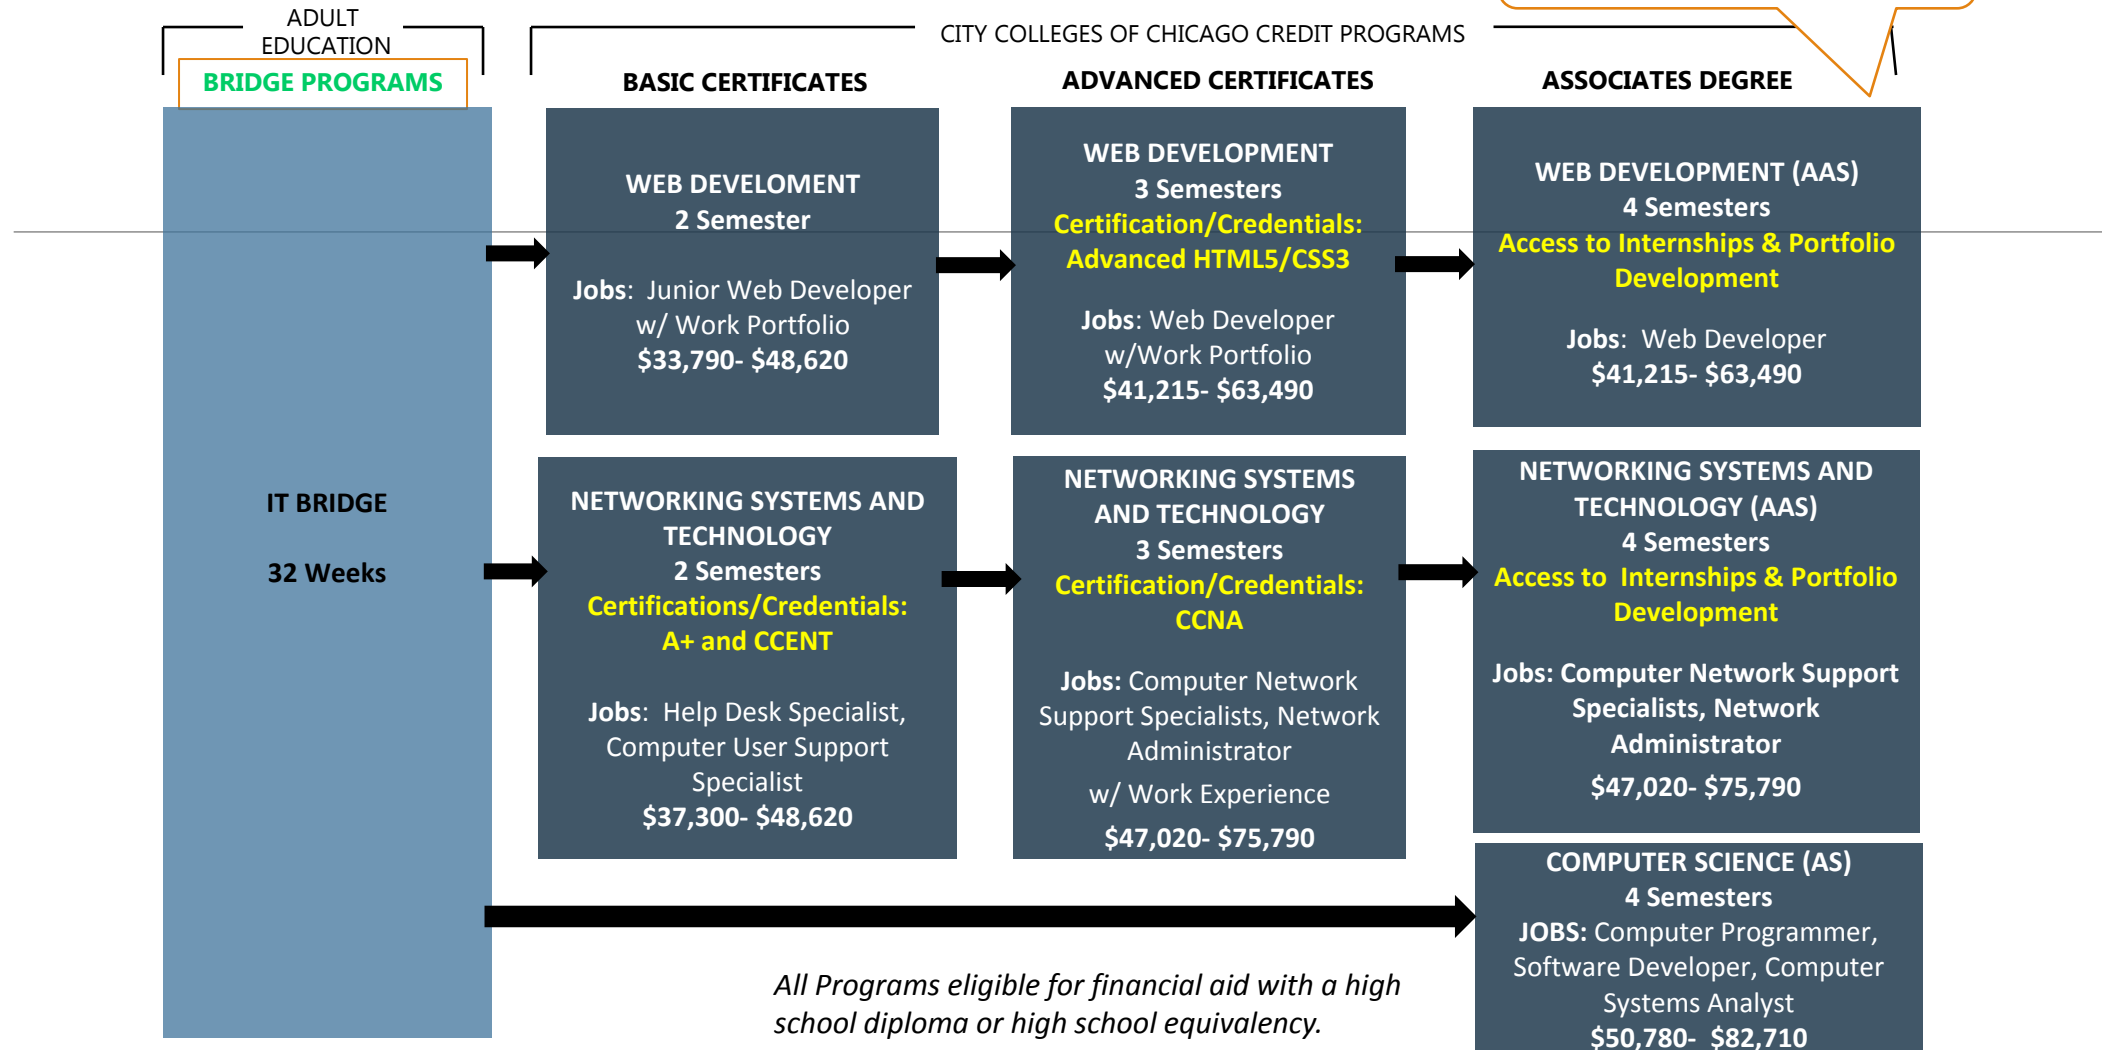 ADULT
EDUCATION
CITY COLLEGES OF CHICAGO CREDIT PROGRAMS
BRIDGE PROGRAMS
BASIC CERTIFICATES
ADVANCED CERTIFICATES
ASSOCIATES DEGREE
IT BRIDGE
32 Weeks
WEB DEVELOMENT
2 Semester
Jobs: Junior Web Developer
w/ Work Portfolio
$33,790- $48,620
WEB DEVELOPMENT
3 Semesters
Certification/Credentials:
Advanced HTML5/CSS3
Jobs: Web Developer
w/Work Portfolio
$41,215- $63,490
WEB DEVELOPMENT (AAS)
4 Semesters
Access to Internships & Portfolio
Development
Jobs: Web Developer
$41,215- $63,490
NETWORKING SYSTEMS AND
TECHNOLOGY
2 Semesters
Certifications/Credentials:
A+ and CCENT
Jobs: Help Desk Specialist,
Computer User Support
Specialist
$37,300- $48,620
NETWORKING SYSTEMS
AND TECHNOLOGY
3 Semesters
Certification/Credentials:
CCNA
Jobs: Computer Network
Support Specialists, Network
Administrator
w/ Work Experience
$47,020- $75,790
NETWORKING SYSTEMS AND
TECHNOLOGY (AAS)
4 Semesters
Access to Internships & Portfolio
Development
Jobs: Computer Network Support
Specialists, Network
Administrator
$47,020- $75,790
COMPUTER SCIENCE (AS)
4 Semesters
JOBS: Computer Programmer,
Software Developer, Computer
Systems Analyst
$50,780- $82,710
All Programs eligible for financial aid with a high
school diploma or high school equivalency.